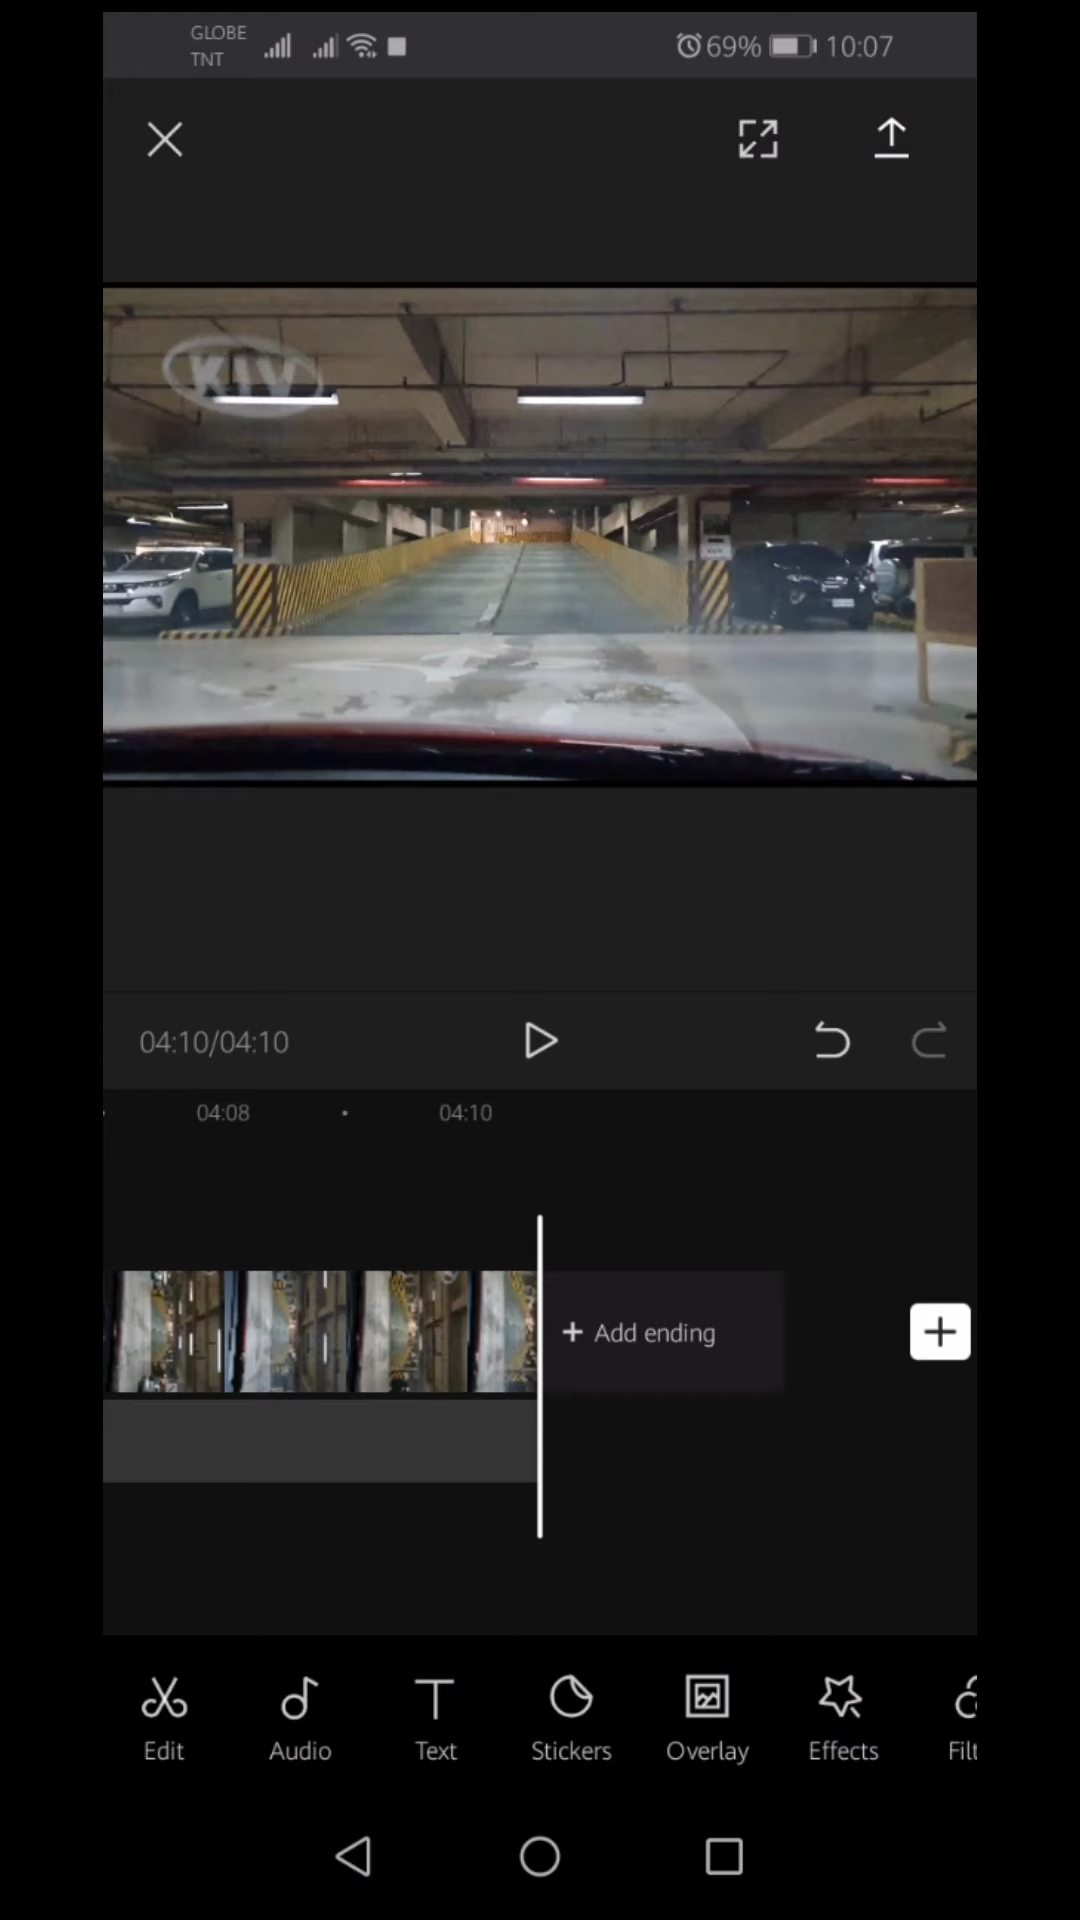 GLOBE
TNT
69%
10:07
KIA
04:10/04:10
04:08
04:10
+ Add ending
Edit
Audio
Text
Stickers
Overlay
Effects
Filt